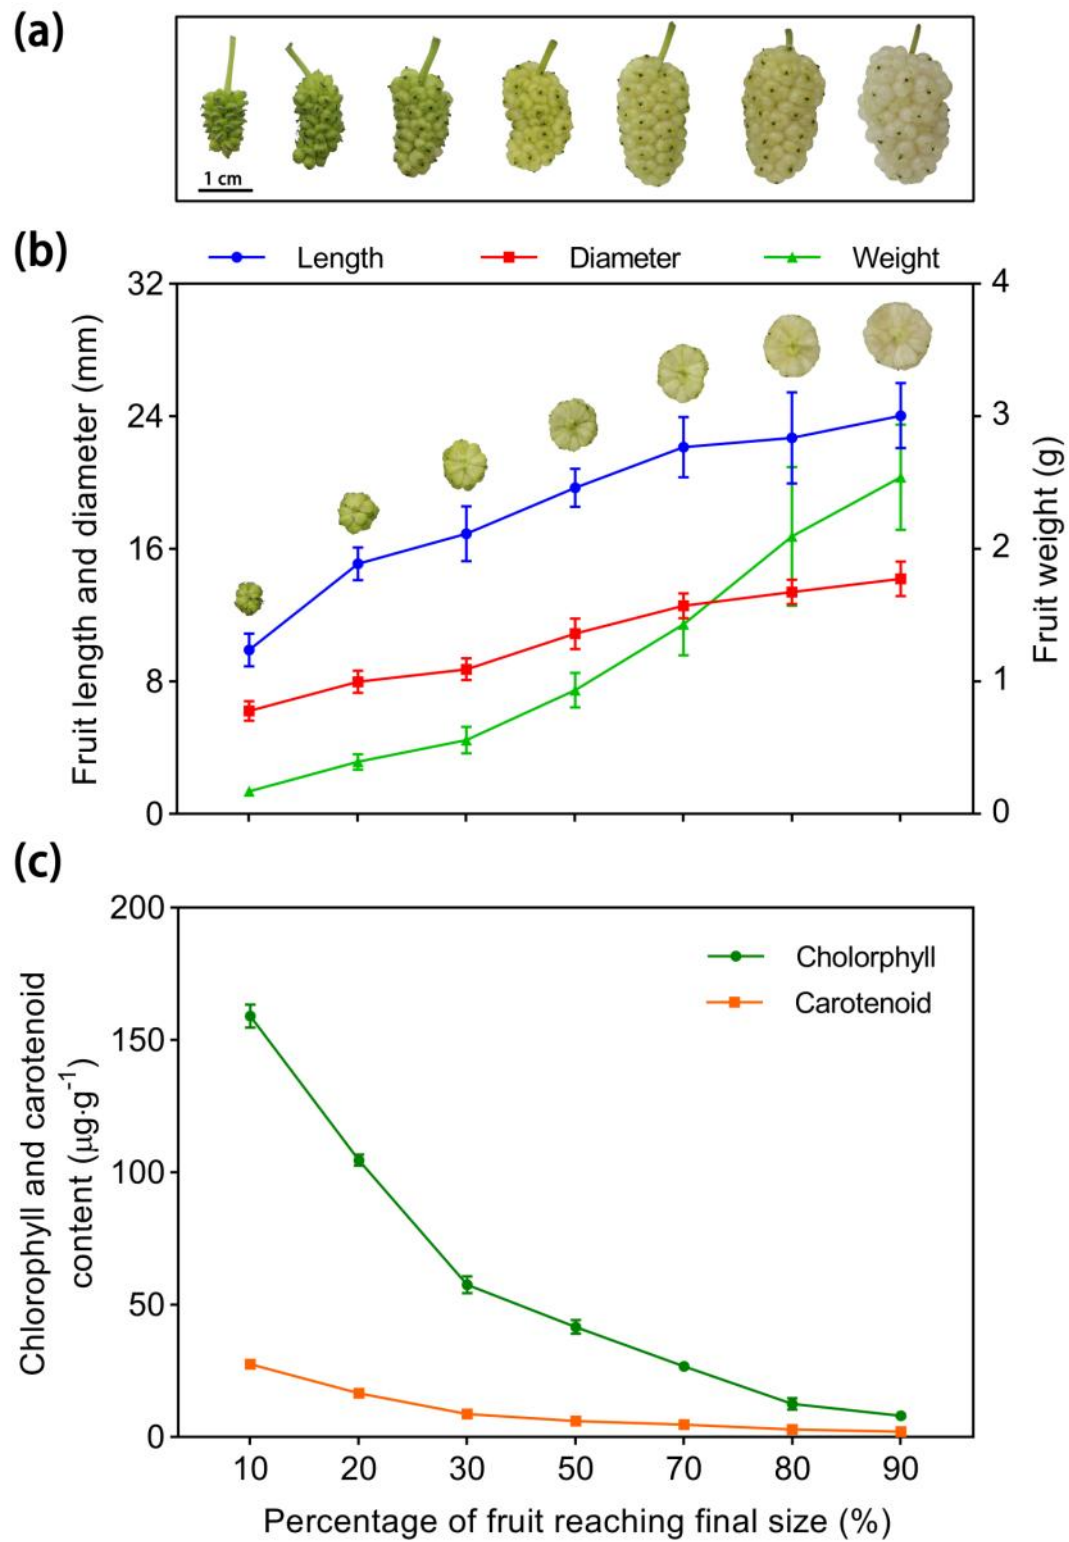 (a)
1 cm
(b)
Length
Diameter
Weight
32
24
16
8
0
4
3
2
1
0
Fruit length and diameter (mm)
Fruit weight (g)
(c)
200
150
100
50
0
Cholorphyll
Carotenoid
Chlorophyll and carotenoid
content (μg·g⁻¹)
10 20 30 50 70 80 90
Percentage of fruit reaching final size (%)